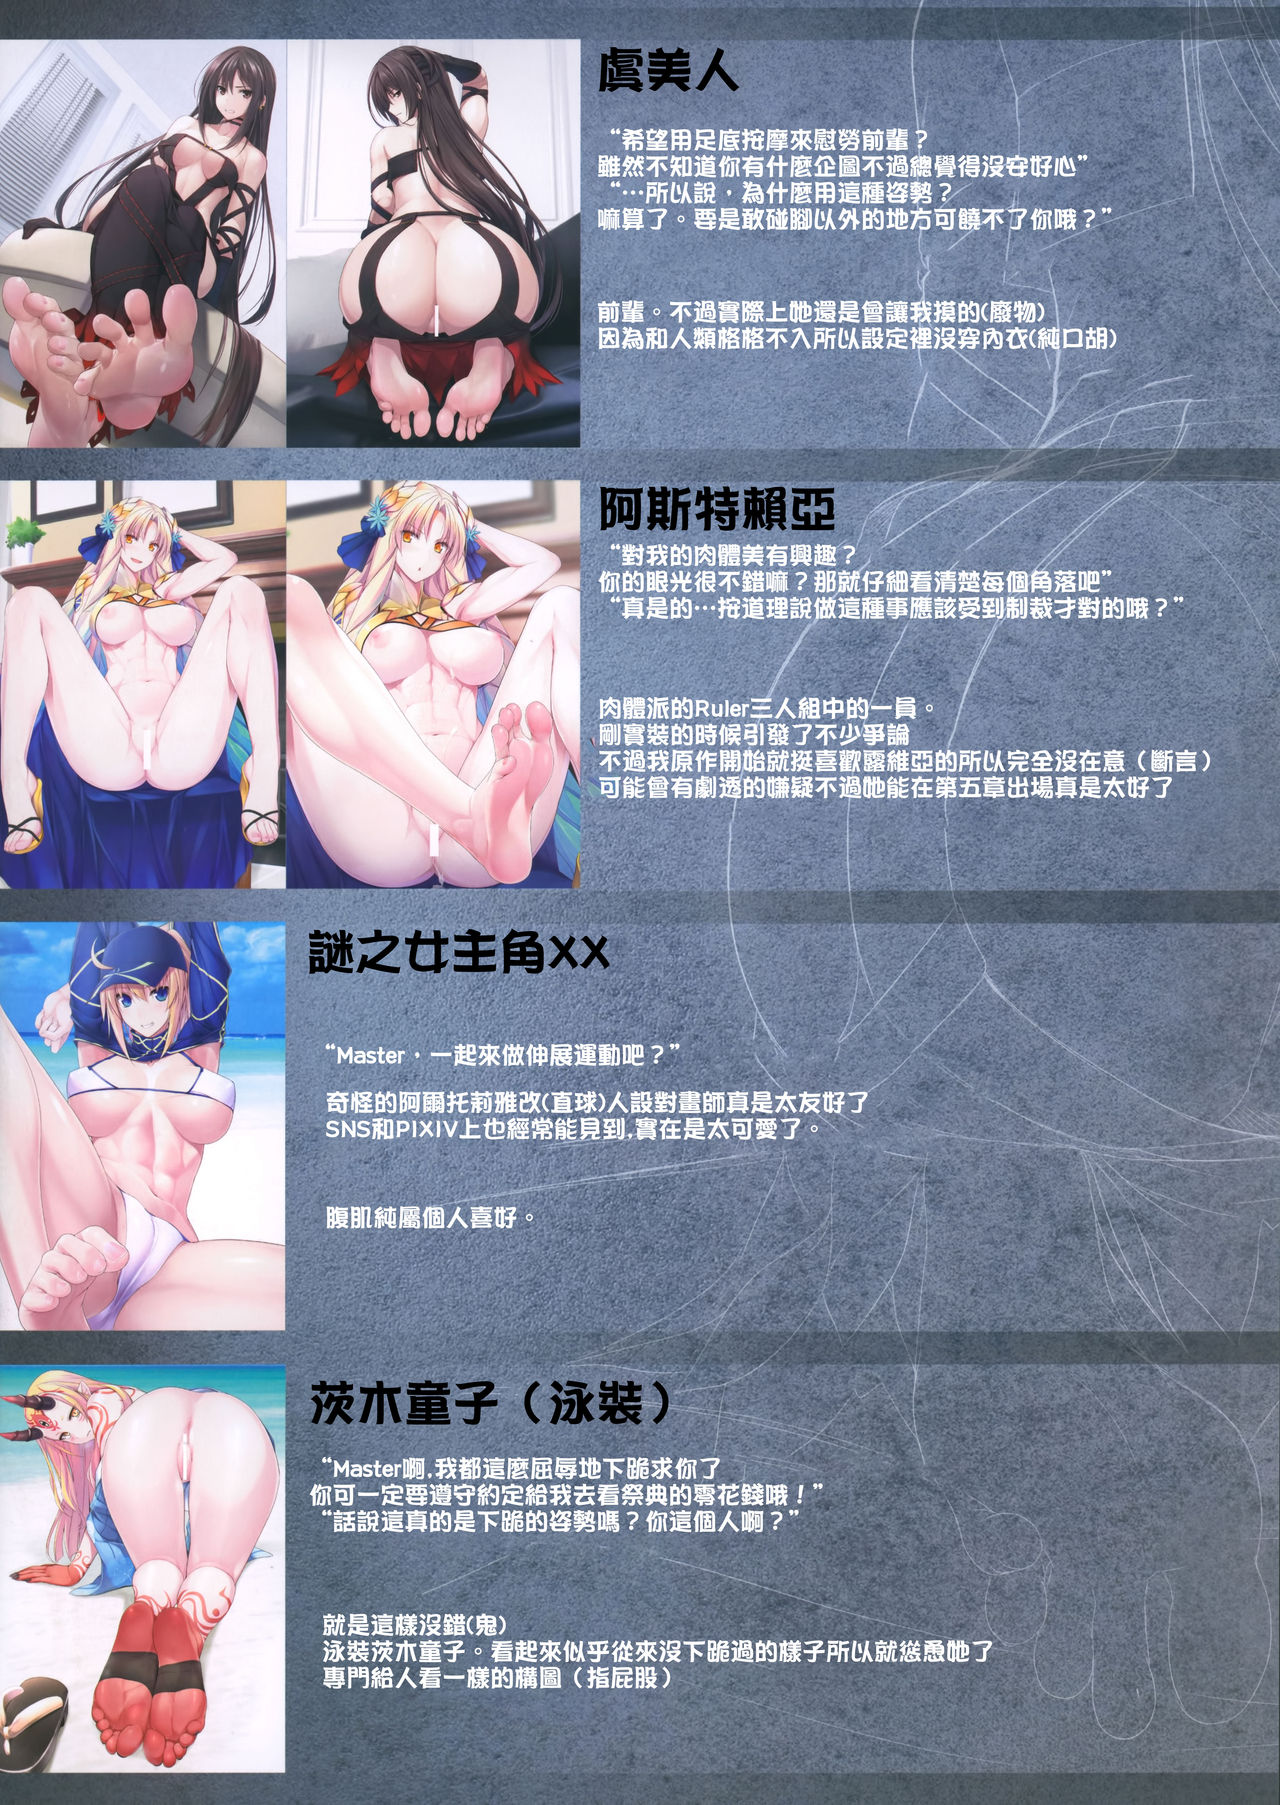 虞美人
“希望用足底按摩來慰勞前輩？
雖然不知道你有什麼企圖不過總覺得沒安好心”
“…所以說，為什麼用這種姿勢？
嘛算了。要是敢碰腳以外的地方可饒不了你哦？”
前輩。不過實際上她還是會讓我摸的(廢物)
因為和人類格格不入所以設定裡沒穿內衣(純口胡)
阿斯特賴亞
“對我的肉體美有興趣？
你的眼光很不錯嘛？那就仔細看清楚每個角落吧”
“真是的…按道理說做這種事應該受到制裁才對的哦？”
肉體派的Ruler三人組中的一員。
剛實裝的時候引發了不少爭論
不過我原作開始就挺喜歡露維亞的所以完全沒在意（斷言）
可能會有劇透的嫌疑不過她能在第五章出場真是太好了
謎之女主角XX
“Master，一起來做伸展運動吧？”
奇怪的阿爾托莉雅改(直球)人設對畫師真是太友好了
SNS和PIXIV上也經常能見到,實在是太可愛了。
腹肌純屬個人喜好。
茨木童子（泳裝）
“Master啊,我都這麼屈辱地下跪求你了
你可一定要遵守約定給我去看祭典的零花錢哦！”
“話說這真的是下跪的姿勢嗎？你這個人啊？”
就是這樣沒錯(鬼)
泳裝茨木童子。看起來似乎從來沒下跪過的樣子所以就慫恿她了
專門給人看一樣的構圖（指屁股）